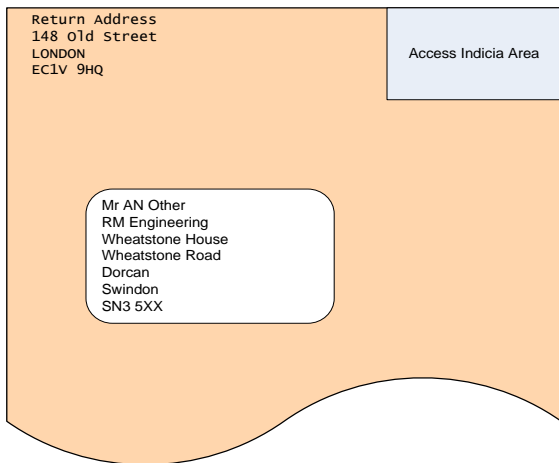 Return Address
148 Old Street
LONDON
EC1V 9HQ
Access Indicia Area
Mr AN Other
RM Engineering
Wheatstone House
Wheatstone Road
Dorcan
Swindon
SN3 5XX